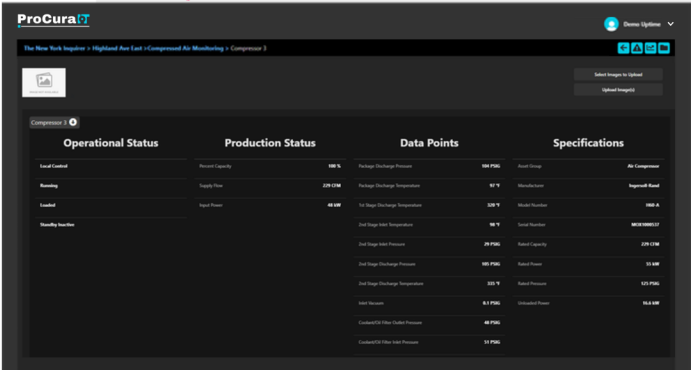 ProCuraIOT
Demo Uptime
The New York Inquirer > Highland Ave East >Compressed Air Monitoring > Compressor 3
Select Images to Upload
Upload Image(s)
Compressor 3
Operational Status
Local Control
Running
Loaded
Standby Inactive
Production Status
Percent Capacity 100 %
Supply Flow 229 CFM
Input Power 48 kW
Data Points
Package Discharge Pressure 104 PSIG
Package Discharge Temperature 97 °F
1st Stage Discharge Temperature 320 °F
2nd Stage Inlet Temperature 98 °F
2nd Stage Inlet Pressure 29 PSIG
2nd Stage Discharge Pressure 105 PSIG
2nd Stage Discharge Temperature 335 °F
Inlet Vacuum 0.1 PSIG
Coolant/Oil Filter Outlet Pressure 48 PSIG
Coolant/Oil Filter Inlet Pressure 51 PSIG
Specifications
Asset Group Air Compressor
Manufacturer Ingersoll-Rand
Model Number
Serial Number
Rated Capacity 229 CFM
Rated Power 55 kW
Rated Pressure 125 PSIG
Unloaded Power 16.6 kW